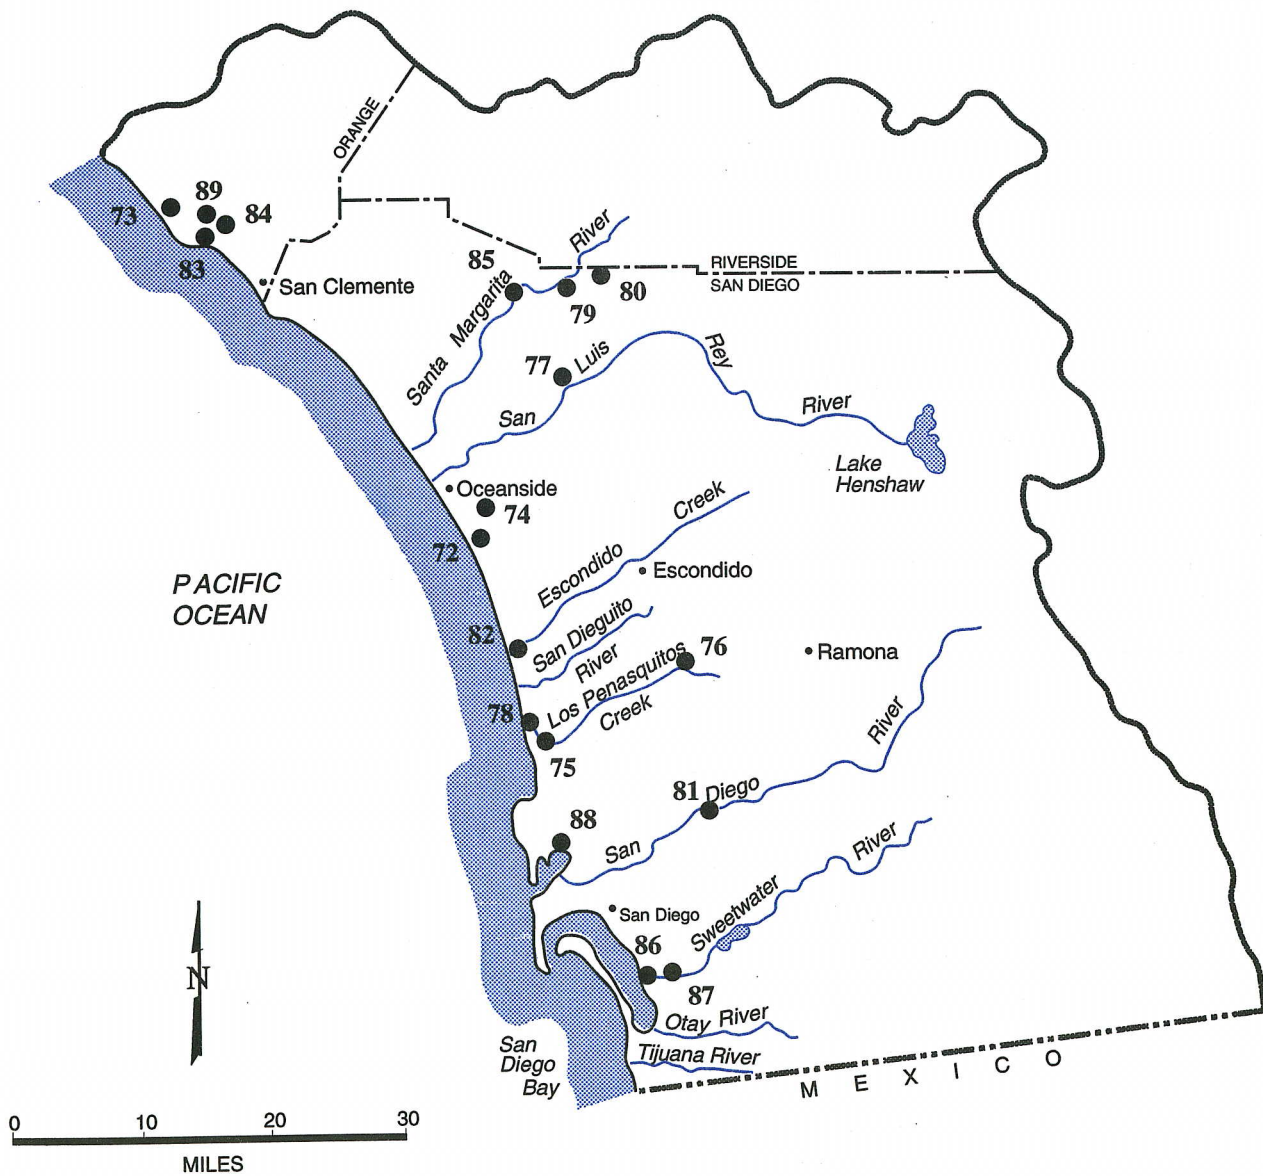 ORANGE
89
84
73
83
San Clemente
85
River
RIVERSIDE
SAN DIEGO
80
79
Santa Margarita
77
Luis
Rey
San
River
Lake
Henshaw
Oceanside
74
72
Creek
Escondido
Escondido
PACIFIC
OCEAN
82
San Dieguito
River
76
Ramona
Los Penasquitos
Creek
78
75
River
81
Diego
88
San
River
Sweetwater
San Diego
86
87
N
Otay River
San
Diego
Bay
Tijuana River
MEXICO
0 10 20 30
MILES